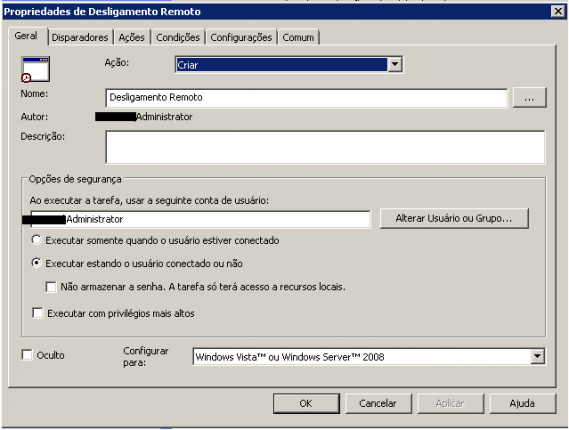 Propriedades de Desligamento Remoto
Geral Disparadores Ações Condições Configurações Comum
Ação: Criar
Nome: Desligamento Remoto ...
Autor: Administrator
Descrição:
Opções de segurança
Ao executar a tarefa, usar a seguinte conta de usuário:
Administrator Alterar Usuário ou Grupo...
Executar somente quando o usuário estiver conectado
Executar estando o usuário conectado ou não
Não armazenar a senha. A tarefa só terá acesso a recursos locais.
Executar com privilégios mais altos
Oculto Configurar para: Windows Vista™ ou Windows Server™ 2008
OK Cancelar Aplicar Ajuda